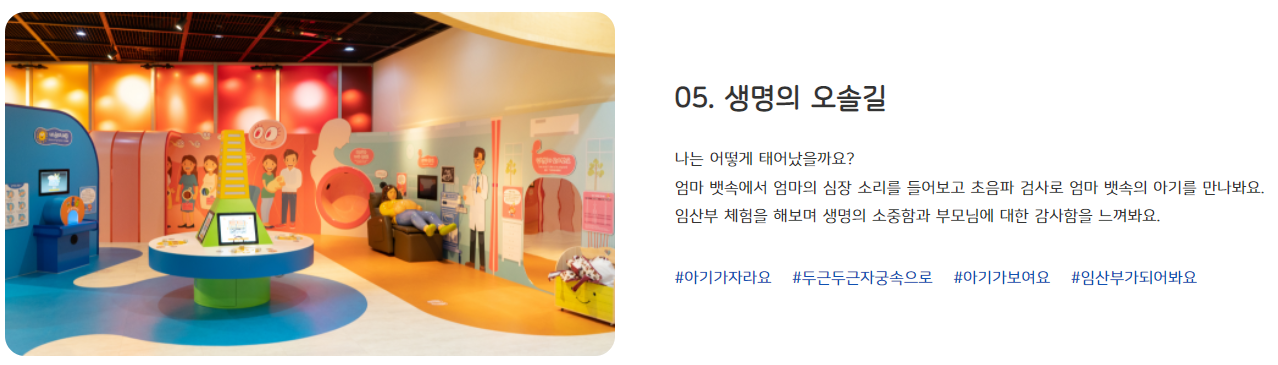 05. 생명의 오솔길
나는 어떻게 태어났을까요?
엄마 뱃속에서 엄마의 심장 소리를 들어보고 초음파 검사로 엄마 뱃속의 아기를 만나봐요.
임산부 체험을 해보며 생명의 소중함과 부모님에 대한 감사함을 느껴봐요.
#아기가자라요 #두근두근자궁속으로 #아기가보여요 #임산부가되어봐요